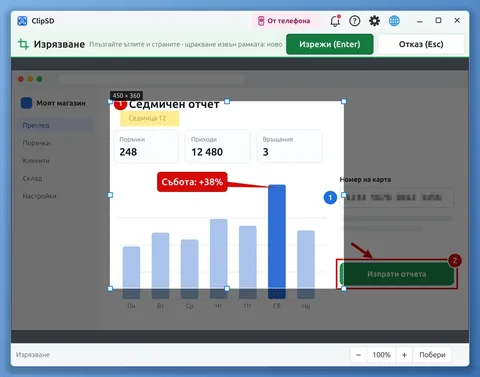 ClipSD
От телефона
Изрязване
Плъзгайте ъглите и страните · щракване извън рамката: ново
Изрежи (Enter)
Отказ (Esc)
450 × 360
Моят магазин
1 Седмичен отчет
Седмица 12
Преглед
Поръчки
Клиенти
Склад
Настройки
Поръчки
248
Приходи
12 480
Връщания
3
Събота: +38%
Номер на карта
1
2
Изпрати отчета
Пн
Вт
Ср
Чт
Пт
Сб
Нд
Изрязване
− 100% + Побери